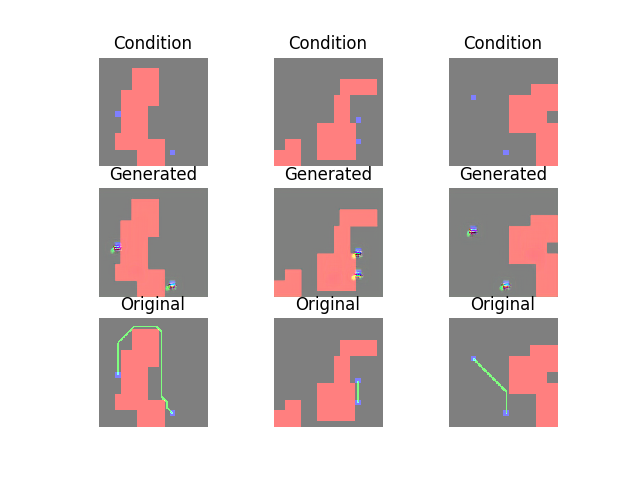 Condition Condition Condition
Generated Generated Generated
Original Original Original